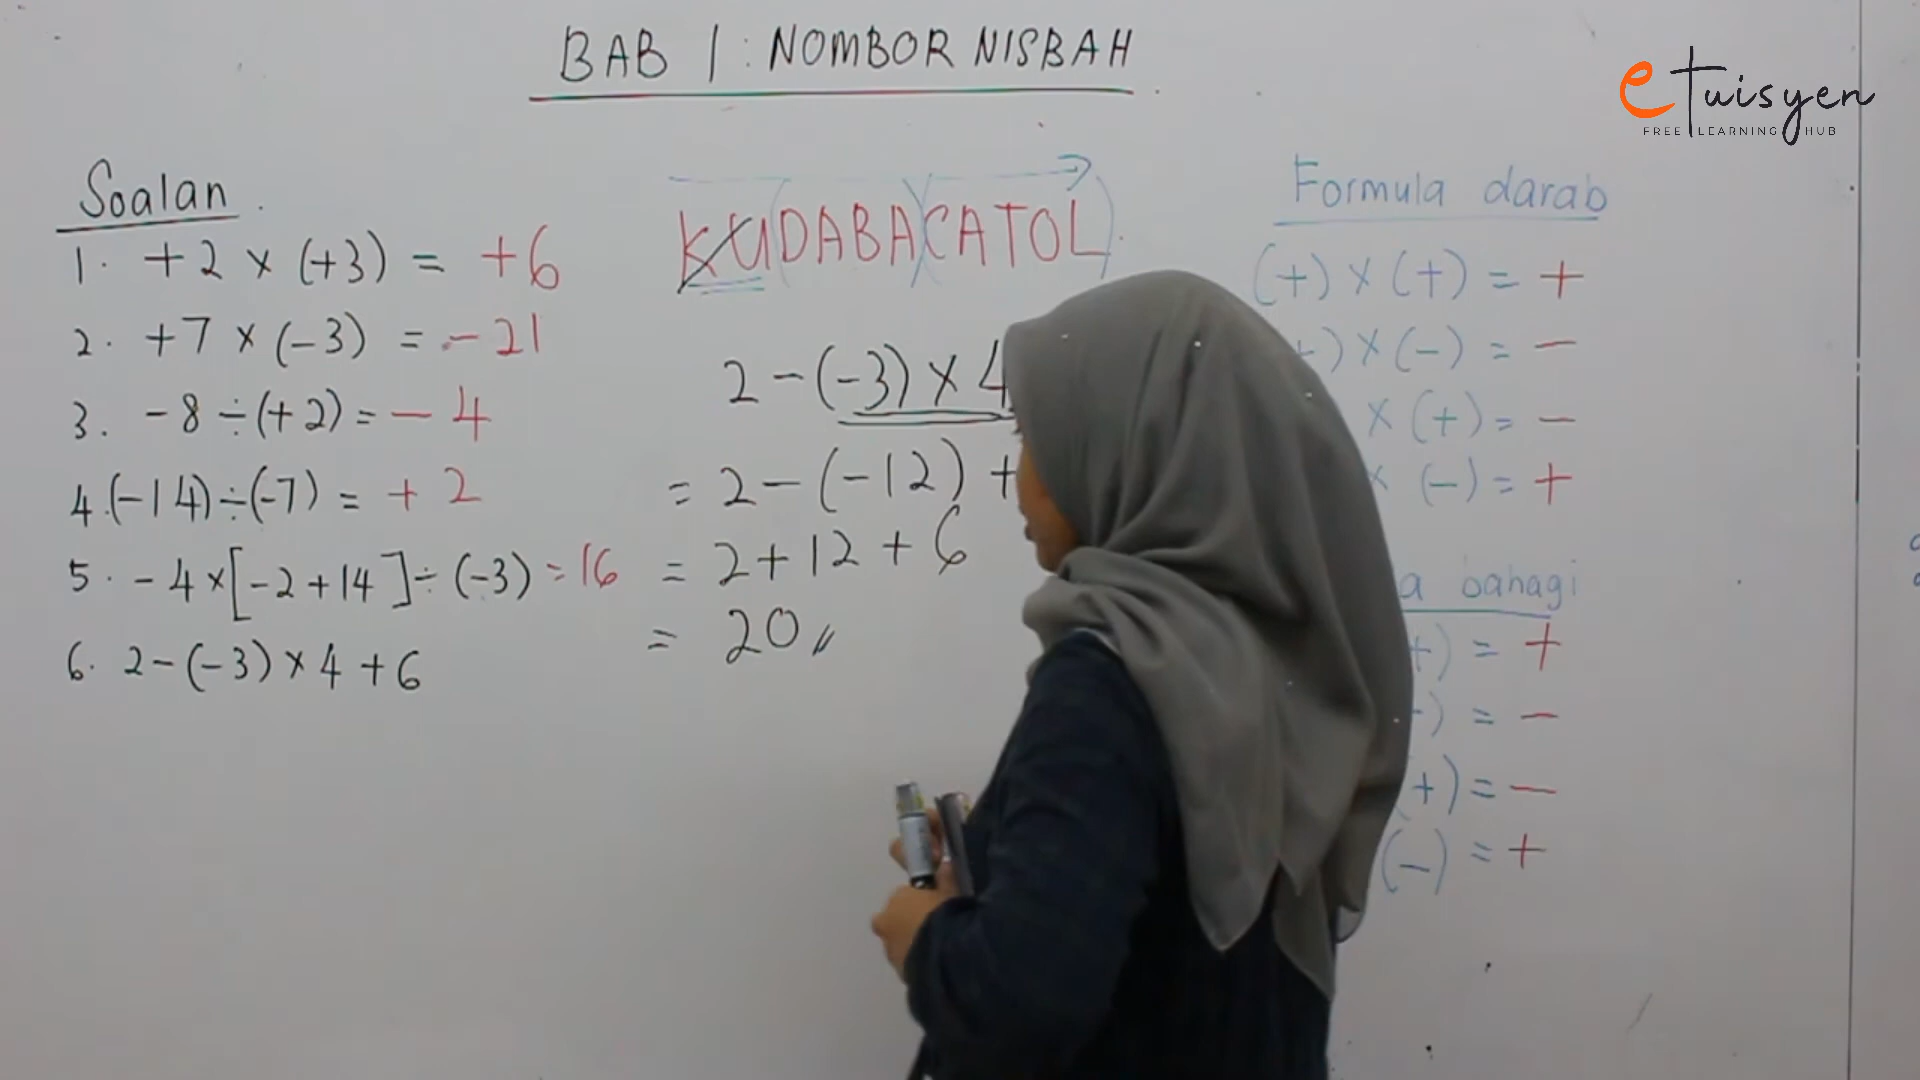 BAB 1 : NOMBOR NISBAH
eTuisyen
FREE LEARNING HUB
Soalan
1. +2 × (+3) = +6
2. +7 × (-3) = -21
3. -8 ÷ (+2) = -4
4. (-14) ÷ (-7) = +2
5. -4 × [-2 + 14] ÷ (-3) = 16
6. 2 - (-3) × 4 + 6
KUDABACATOL
2 - (-3) × 4
= 2 - (-12) +
= 2 + 12 + 6
= 20
Formula darab
(+) × (+) = +
+) × (-) = -
× (+) = -
× (-) = +
a bahagi
+) = +
-) = -
(+) = -
(-) = +